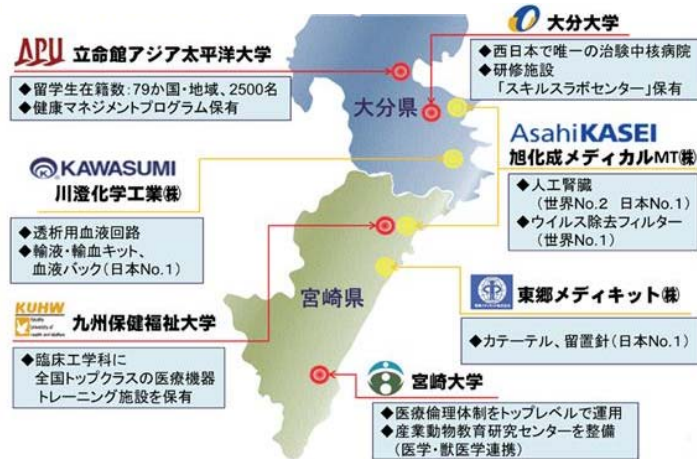 APU 立命館アジア太平洋大学
◆留学生在籍数：79か国・地域、2500名
◆健康マネジメントプログラム保有
大分大学
◆西日本で唯一の治験中核病院
◆研修施設
「スキルスラボセンター」保有
大分県
KAWASUMI
川澄化学工業㈱
◆透析用血液回路
◆輸液・輸血キット、
血液バック（日本No.1）
AsahiKASEI
旭化成メディカルMT㈱
◆人工腎臓
（世界No.2 日本No.1）
◆ウイルス除去フィルター
（世界No.1）
宮崎県
KUHW
九州保健福祉大学
◆臨床工学科に
全国トップクラスの医療機器
トレーニング施設を保有
東郷メディキット㈱
◆カテーテル、留置針（日本No.1）
宮崎大学
◆医療倫理体制をトップレベルで運用
◆産業動物教育研究センターを整備
（医学・獣医学連携）